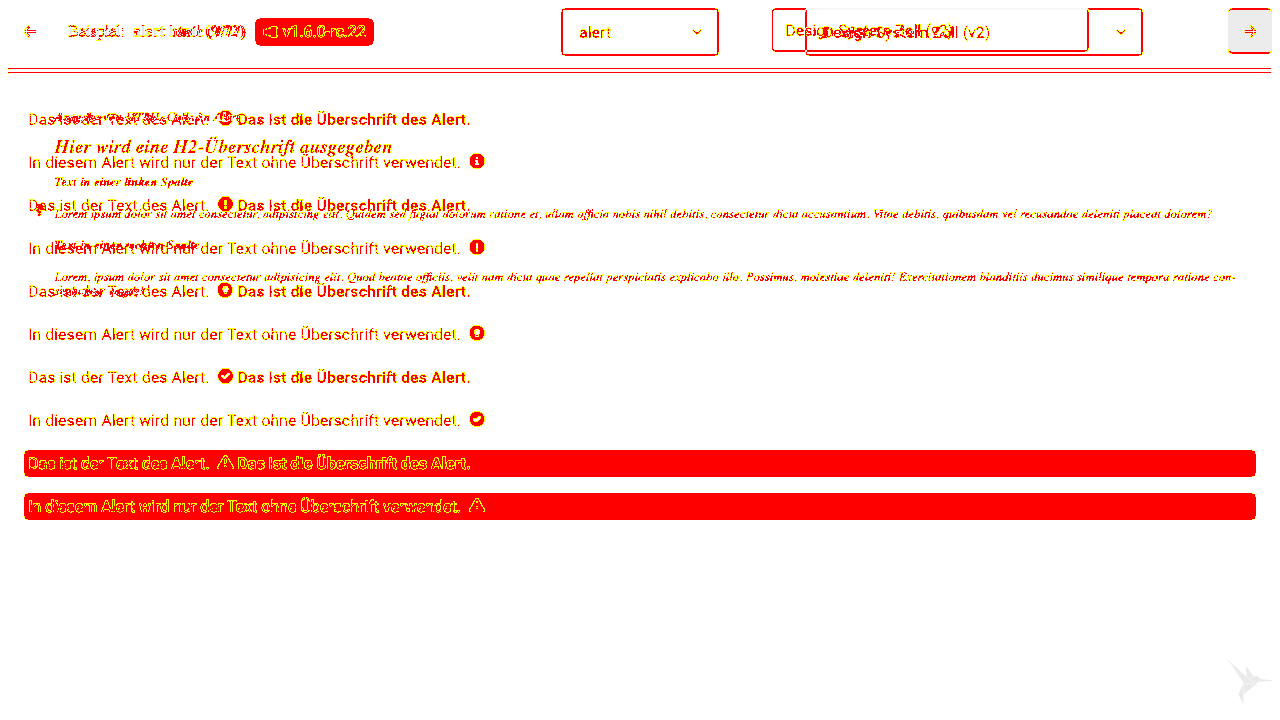 Beispiel: alert v1.6.0-rc.22 alert Design System Zoll (v2)
Das ist der Text des Alert. Das Ist die Überschrift des Alert.
Hier wird eine H2-Überschrift ausgegeben
In diesem Alert wird nur der Text ohne Überschrift verwendet.
Text in einer linken Spalte
Das ist der Text des Alert. Das Ist die Überschrift des Alert.
Lorem ipsum dolor sit amet consectetur, adipisicing elit. Quidem sed fugiat dolorum ratione et, ullam officia nobis nihil debitis, consectetur dicta accusantium. Vitae debitis, quibusdam vel recusandae deleniti placeat dolorem?
Text in einer rechten Spalte
In diesem Alert wird nur der Text ohne Überschrift verwendet.
Lorem, ipsum dolor sit amet consectetur adipisicing elit. Quod beatae officiis, velit nam dicta quae repellat perspiciatis explicabo illo. Possimus, molestiae deleniti! Exercitationem blanditiis ducimus similique tempora ratione con-
Das ist der Text des Alert. Das Ist die Überschrift des Alert.
In diesem Alert wird nur der Text ohne Überschrift verwendet.
Das ist der Text des Alert. Das Ist die Überschrift des Alert.
In diesem Alert wird nur der Text ohne Überschrift verwendet.
Das ist der Text des Alert. Das Ist die Überschrift des Alert.
In diesem Alert wird nur der Text ohne Überschrift verwendet.